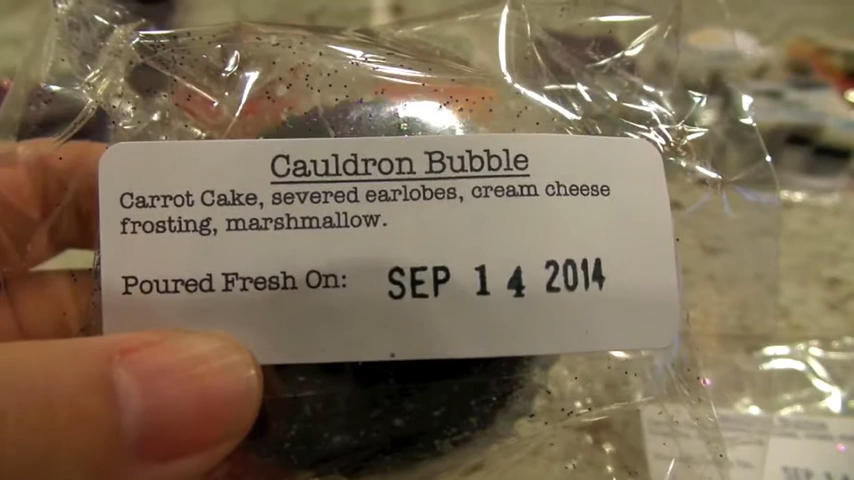 Cauldron Bubble
Carrot Cake, severed earlobes, cream cheese
frosting, marshmallow.
Poured Fresh On: SEP 14 2014